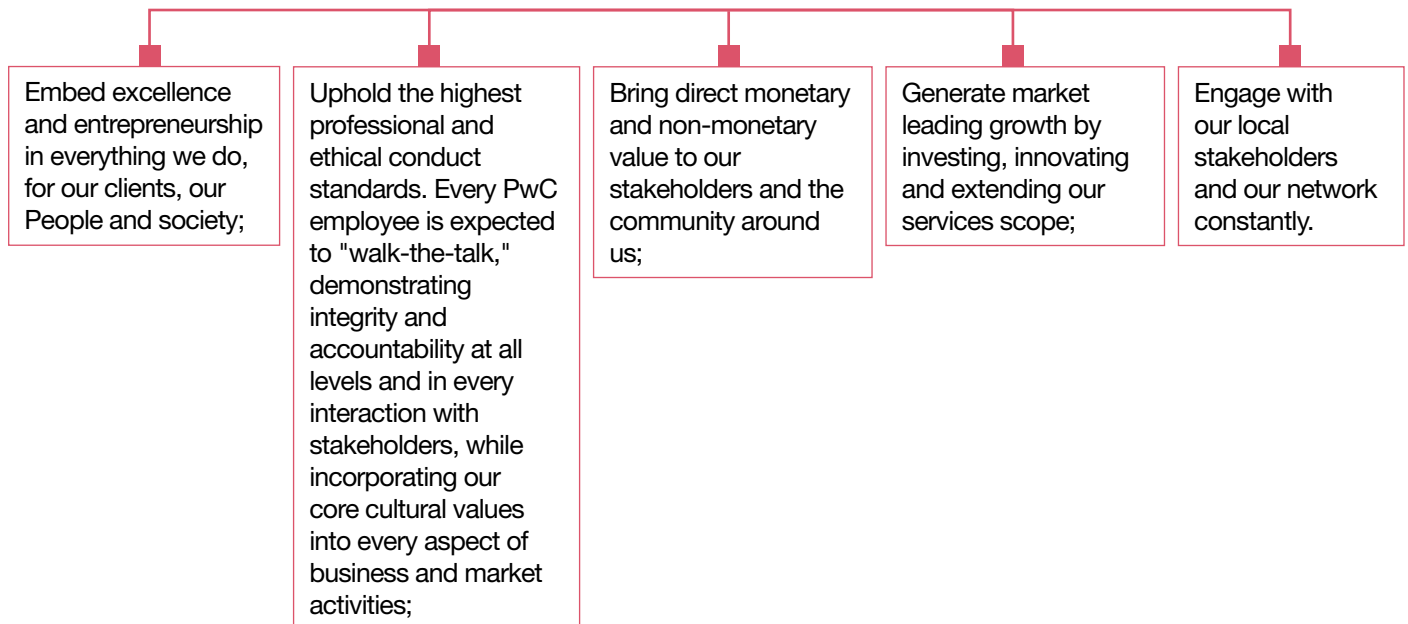 Embed excellence
and entrepreneurship
in everything we do,
for our clients, our
People and society;
Uphold the highest
professional and
ethical conduct
standards. Every PwC
employee is expected
to "walk-the-talk,"
demonstrating
integrity and
accountability at all
levels and in every
interaction with
stakeholders, while
incorporating our
core cultural values
into every aspect of
business and market
activities;
Bring direct monetary
and non-monetary
value to our
stakeholders and the
community around
us;
Generate market
leading growth by
investing, innovating
and extending our
services scope;
Engage with
our local
stakeholders
and our network
constantly.